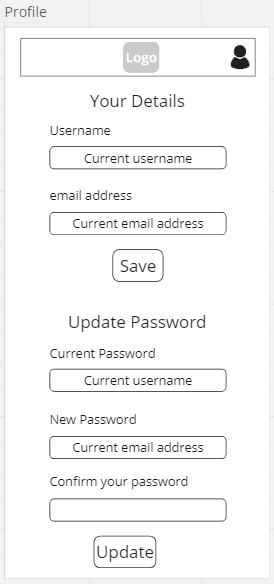 Profile
Logo
Your Details
Username
Current username
email address
Current email address
Save
Update Password
Current Password
Current username
New Password
Current email address
Confirm your password
Update